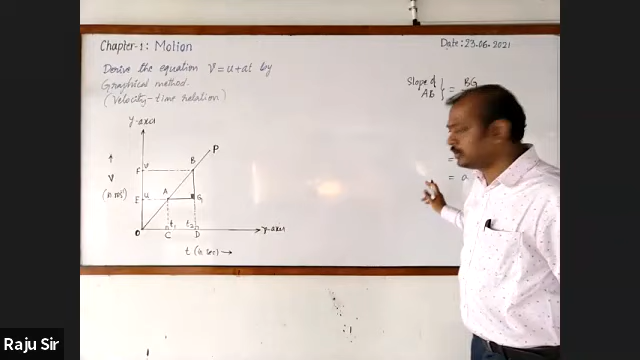 Chapter-1: Motion
Date: 23.06.2021
Derive the equation V = u + at by
Graphical method.
(Velocity-time relation)
Slope of
AB } = BG
=
= a
y-axis
P
B
F
V
↑
V
(in m/s)
A
E
u
G
t₁
t₂
O
C
D
y-axis
t (in sec) →
Raju Sir